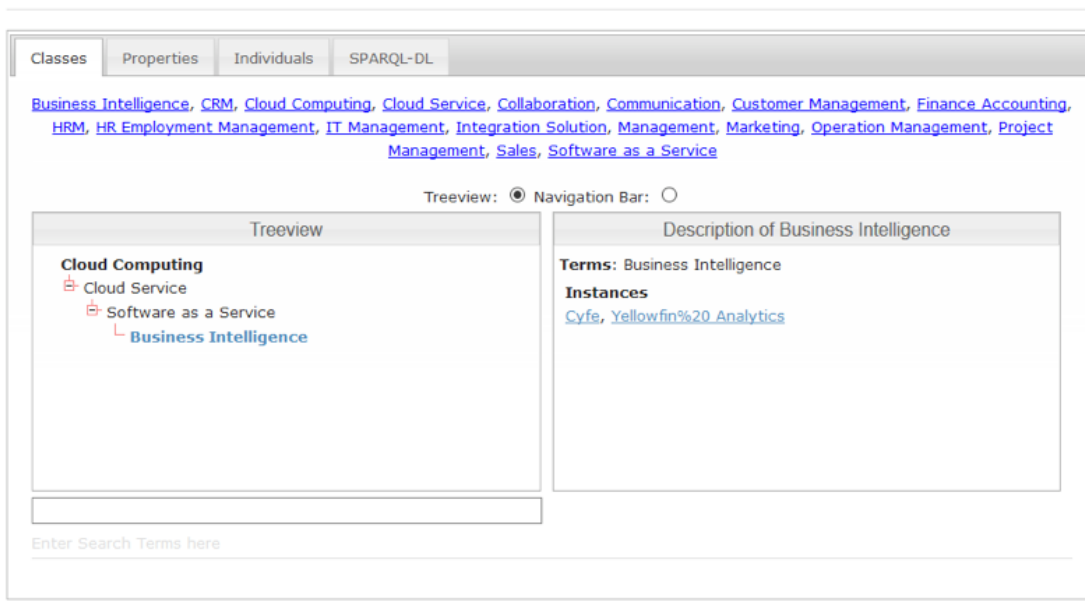 Classes Properties Individuals SPARQL-DL
Business Intelligence, CRM, Cloud Computing, Cloud Service, Collaboration, Communication, Customer Management, Finance Accounting,
HRM, HR Employment Management, IT Management, Integration Solution, Management, Marketing, Operation Management, Project
Management, Sales, Software as a Service
Treeview: Navigation Bar:
Treeview
Cloud Computing
Cloud Service
Software as a Service
Business Intelligence
Description of Business Intelligence
Terms: Business Intelligence
Instances
Cyfe, Yellowfin%20 Analytics
Enter Search Terms here